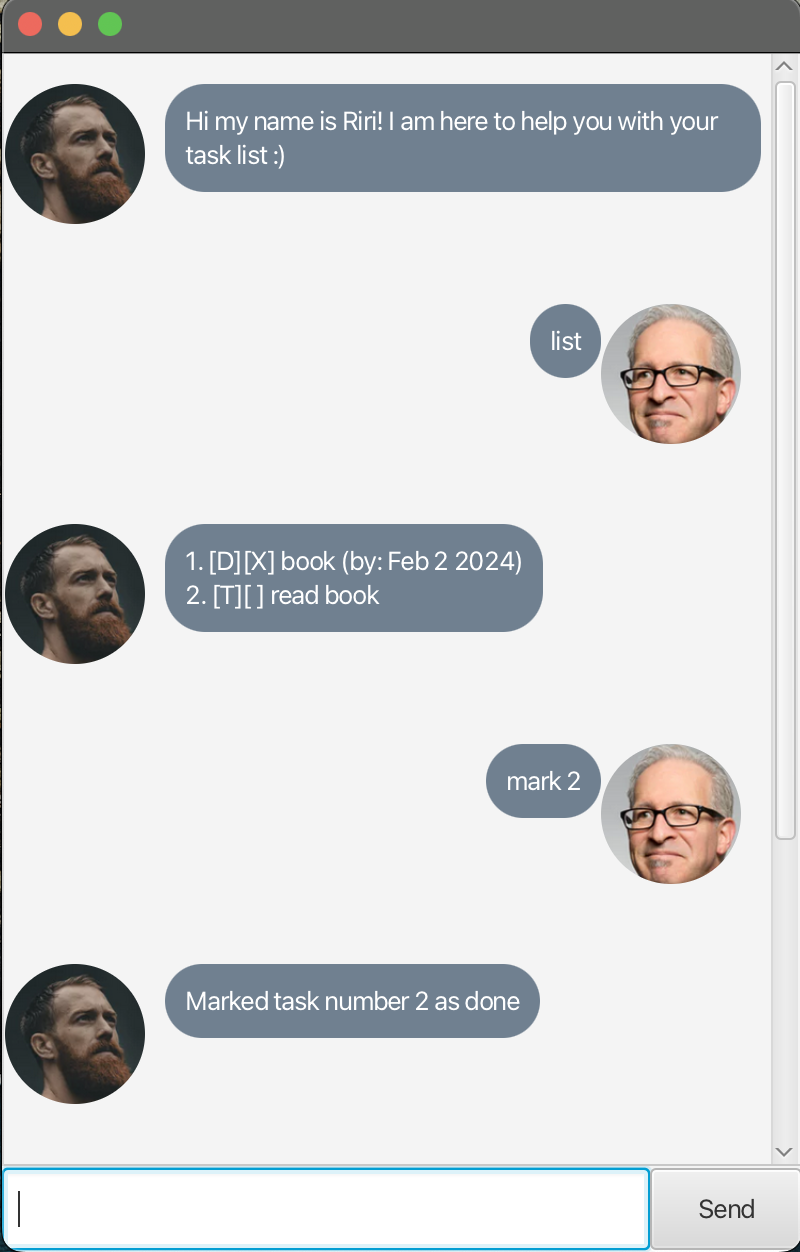 Hi my name is Riri! I am here to help you with your
task list :)
list
1. [D][X] book (by: Feb 2 2024)
2. [T][ ] read book
mark 2
Marked task number 2 as done
Send